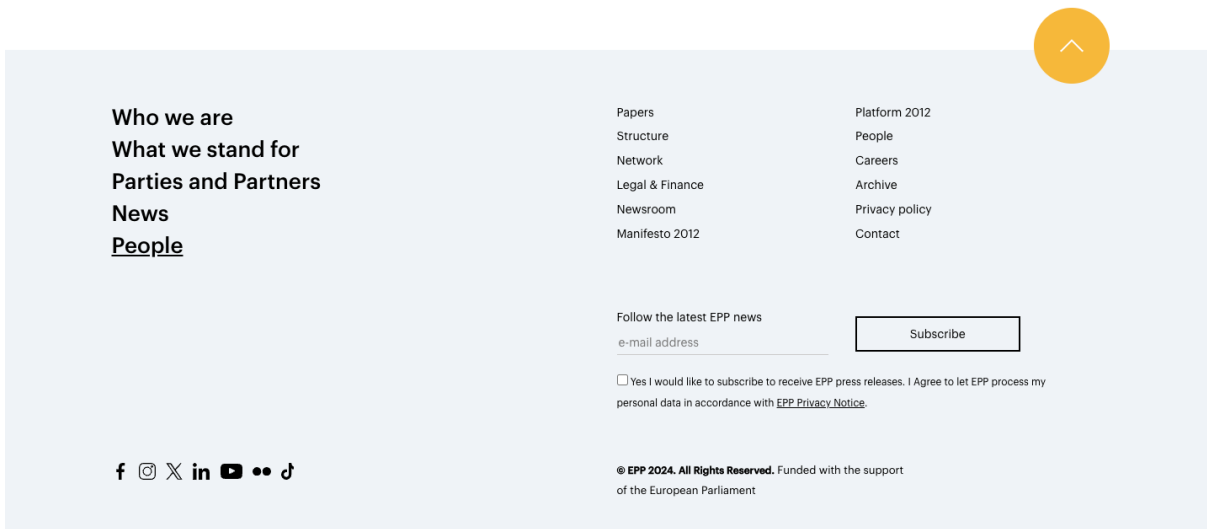 Who we are
What we stand for
Parties and Partners
News
People
Papers
Structure
Network
Legal & Finance
Newsroom
Manifesto 2012
Platform 2012
People
Careers
Archive
Privacy policy
Contact
Follow the latest EPP news
e-mail address
Subscribe
Yes I would like to subscribe to receive EPP press releases. I Agree to let EPP process my
personal data in accordance with EPP Privacy Notice.
© EPP 2024. All Rights Reserved. Funded with the support
of the European Parliament